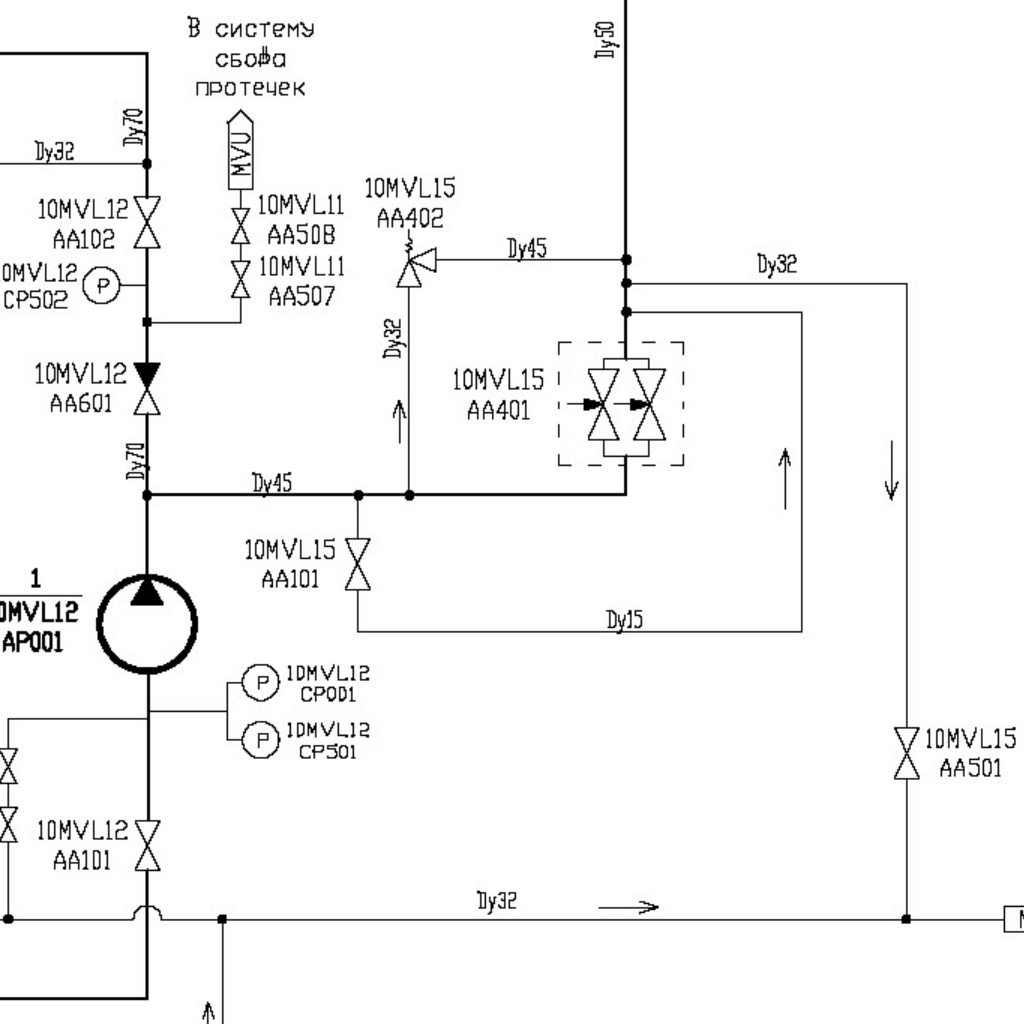 В систему
сбора
протечек
MVU
Dy50
Dy70
Dy32
10MVL12
AA102
10MVL11
AA508
10MVL11
AA507
10MVL15
AA402
Dy45
Dy32
0MVL12
CP502
P
Dy32
10MVL12
AA601
10MVL15
AA401
Dy70
Dy45
10MVL15
AA101
1
0MVL12
AP001
Dy15
P
10MVL12
CP001
P
10MVL12
CP501
10MVL15
AA501
10MVL12
AA101
Dy32